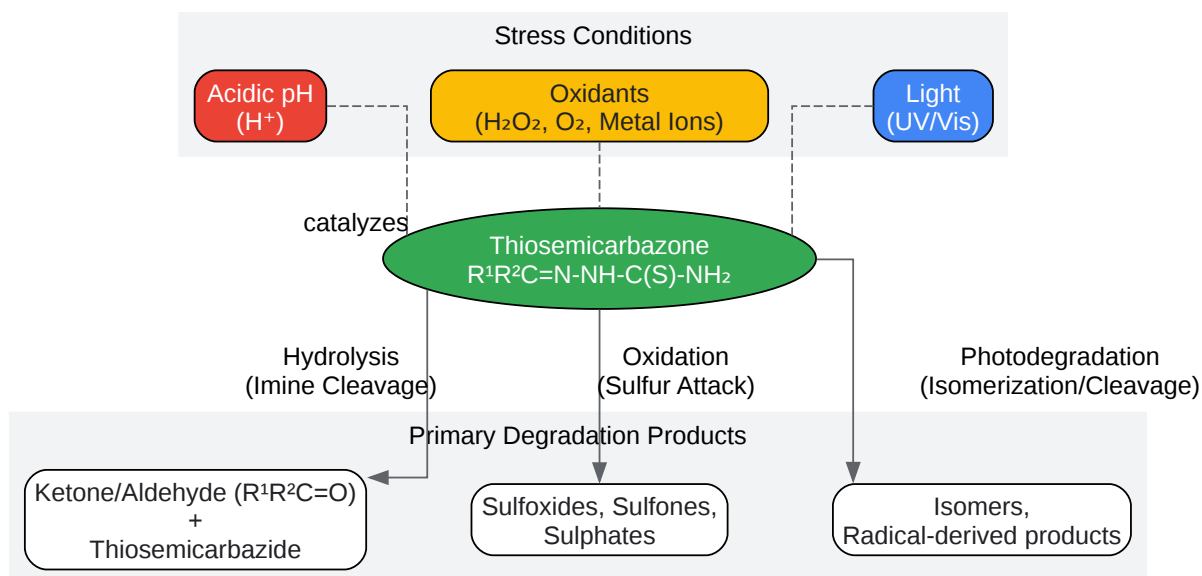 Stress Conditions
Acidic pH
(H⁺)
Oxidants
(H₂O₂, O₂, Metal Ions)
Light
(UV/Vis)
catalyzes
Thiosemicarbazone
R¹R²C=N-NH-C(S)-NH₂
Hydrolysis
(Imine Cleavage)
Oxidation
(Sulfur Attack)
Photodegradation
(Isomerization/Cleavage)
Primary Degradation Products
Ketone/Aldehyde (R¹R²C=O)
+
Thiosemicarbazide
Sulfoxides, Sulfones,
Sulphates
Isomers,
Radical-derived products